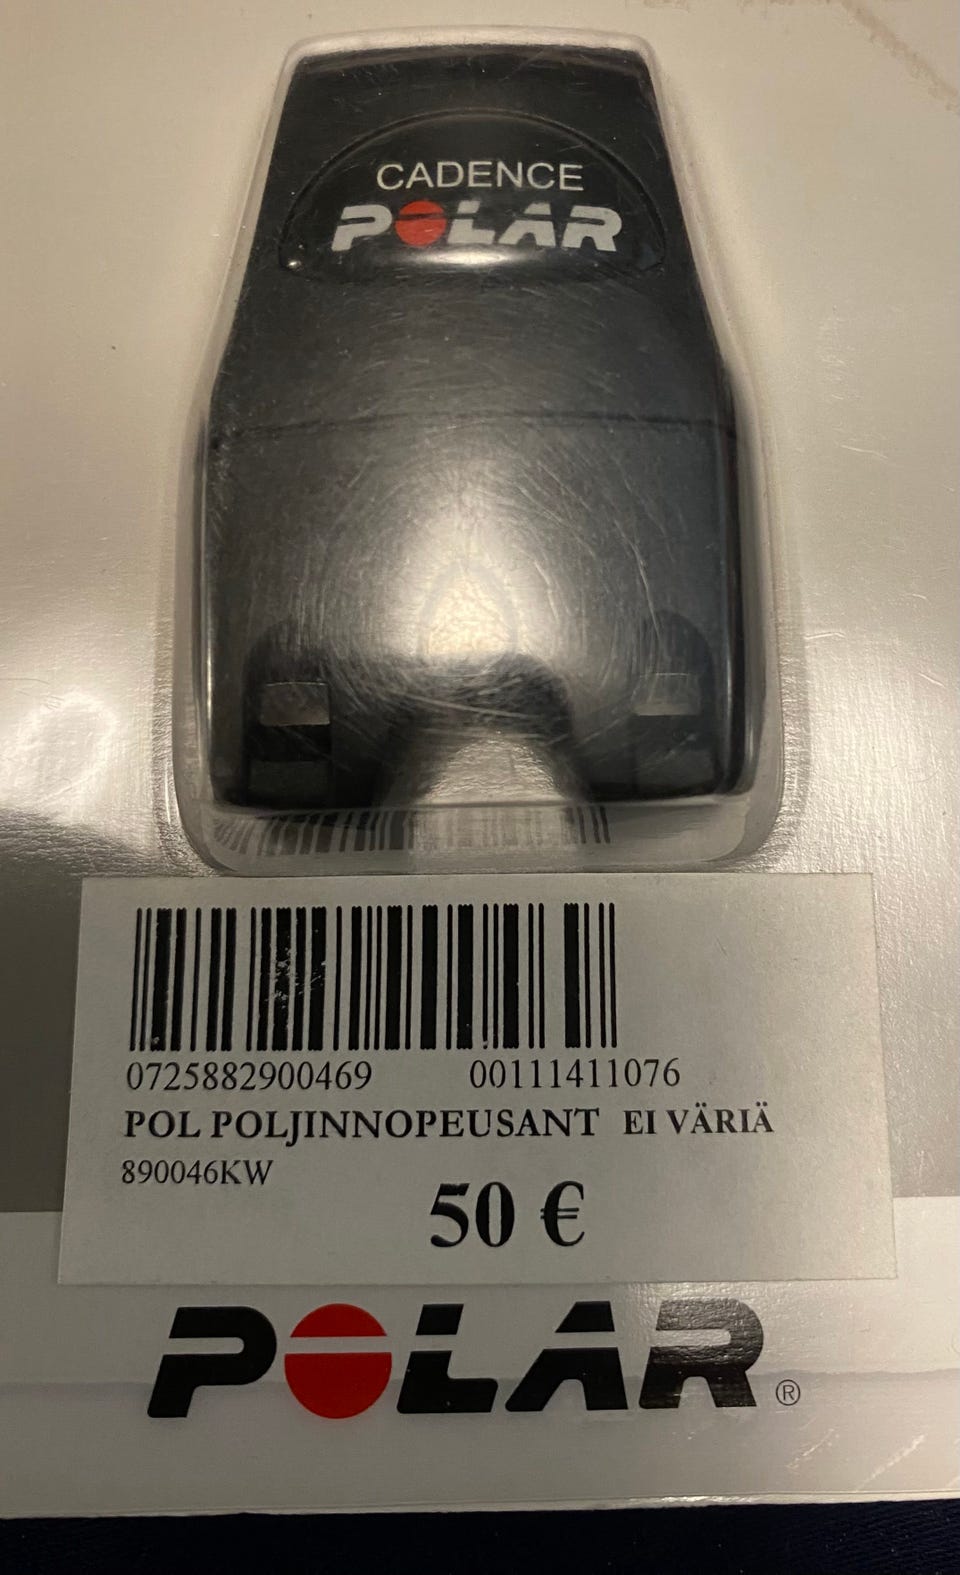 CADENCE
POLAR
0725882900469 00111411076
POL POLJINNOPEUSANT EI VÄRIÄ
890046KW
50 €
POLAR ®